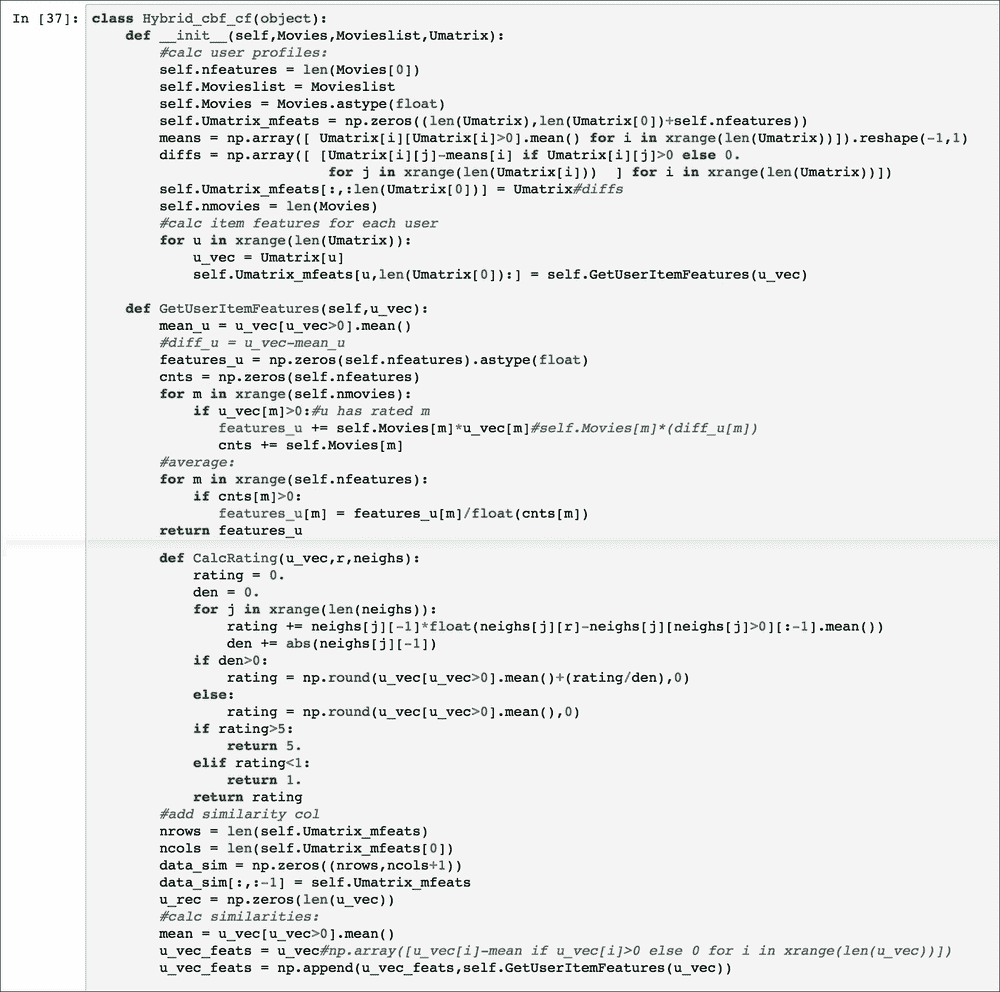 In [37]: class Hybrid_cbf_cf(object):
    def __init__(self,Movies,Movieslist,Umatrix):
        #calc user profiles:
        self.nfeatures = len(Movies[0])
        self.Movieslist = Movieslist
        self.Movies = Movies.astype(float)
        self.Umatrix_mfeats = np.zeros((len(Umatrix),len(Umatrix[0])+self.nfeatures))
        means = np.array([ Umatrix[i][Umatrix[i]>0].mean() for i in xrange(len(Umatrix))]).reshape(-1,1)
        diffs = np.array([ [Umatrix[i][j]-means[i] if Umatrix[i][j]>0 else 0.
                            for j in xrange(len(Umatrix[i]))  ] for i in xrange(len(Umatrix))])
        self.Umatrix_mfeats[:,:len(Umatrix[0])] = Umatrix#diffs
        self.nmovies = len(Movies)
        #calc item features for each user
        for u in xrange(len(Umatrix)):
            u_vec = Umatrix[u]
            self.Umatrix_mfeats[u,len(Umatrix[0]):] = self.GetUserItemFeatures(u_vec)

    def GetUserItemFeatures(self,u_vec):
        mean_u = u_vec[u_vec>0].mean()
        #diff_u = u_vec-mean_u
        features_u = np.zeros(self.nfeatures).astype(float)
        cnts = np.zeros(self.nfeatures)
        for m in xrange(self.nmovies):
            if u_vec[m]>0:#u has rated m
               features_u += self.Movies[m]*u_vec[m]#self.Movies[m]*(diff_u[m])
               cnts += self.Movies[m]
        #average:
        for m in xrange(self.nfeatures):
            if cnts[m]>0:
               features_u[m] = features_u[m]/float(cnts[m])
        return features_u
        def CalcRating(u_vec,r,neighs):
            rating = 0.
            den = 0.
            for j in xrange(len(neighs)):
                rating += neighs[j][-1]*float(neighs[j][r]-neighs[j][neighs[j]>0][:-1].mean())
                den += abs(neighs[j][-1])
            if den>0:
                rating = np.round(u_vec[u_vec>0].mean()+(rating/den),0)
            else:
                rating = np.round(u_vec[u_vec>0].mean(),0)
            if rating>5:
                return 5.
            elif rating<1:
                return 1.
            return rating
        #add similarity col
        nrows = len(self.Umatrix_mfeats)
        ncols = len(self.Umatrix_mfeats[0])
        data_sim = np.zeros((nrows,ncols+1))
        data_sim[:,:-1] = self.Umatrix_mfeats
        u_rec = np.zeros(len(u_vec))
        #calc similarities:
        mean = u_vec[u_vec>0].mean()
        u_vec_feats = u_vec#np.array([u_vec[i]-mean if u_vec[i]>0 else 0 for i in xrange(len(u_vec))])
        u_vec_feats = np.append(u_vec_feats,self.GetUserItemFeatures(u_vec))